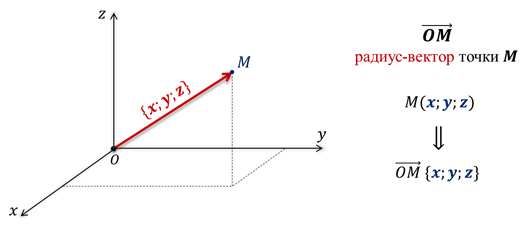 z
M
{x; y; z}
O
y
x
OM
радиус-вектор точки M
M(x; y; z)
⇓
OM {x; y; z}